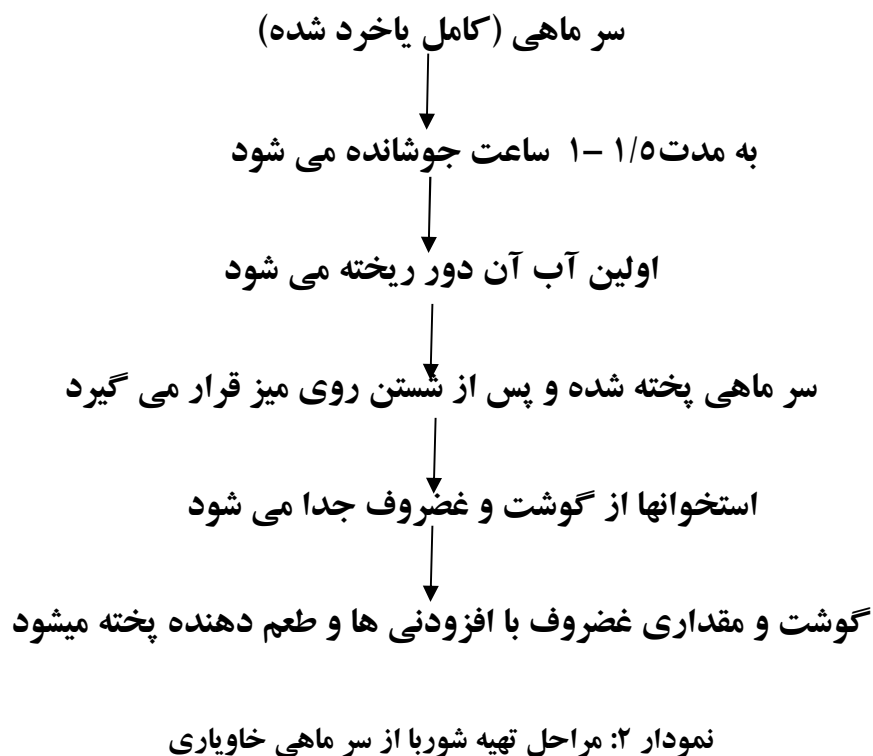 سر ماهی (کامل یاخرد شده)
به مدت۱/۵ –۱ ساعت جوشانده می شود
اولین آب آن دور ریخته می شود
سر ماهی پخته شده و پس از شستن روی میز قرار می گیرد
استخوانها از گوشت و غضروف جدا می شود
گوشت و مقداری غضروف با افزودنی ها و طعم دهنده پخته میشود
نمودار ۲: مراحل تهیه شوربا از سر ماهی خاویاری